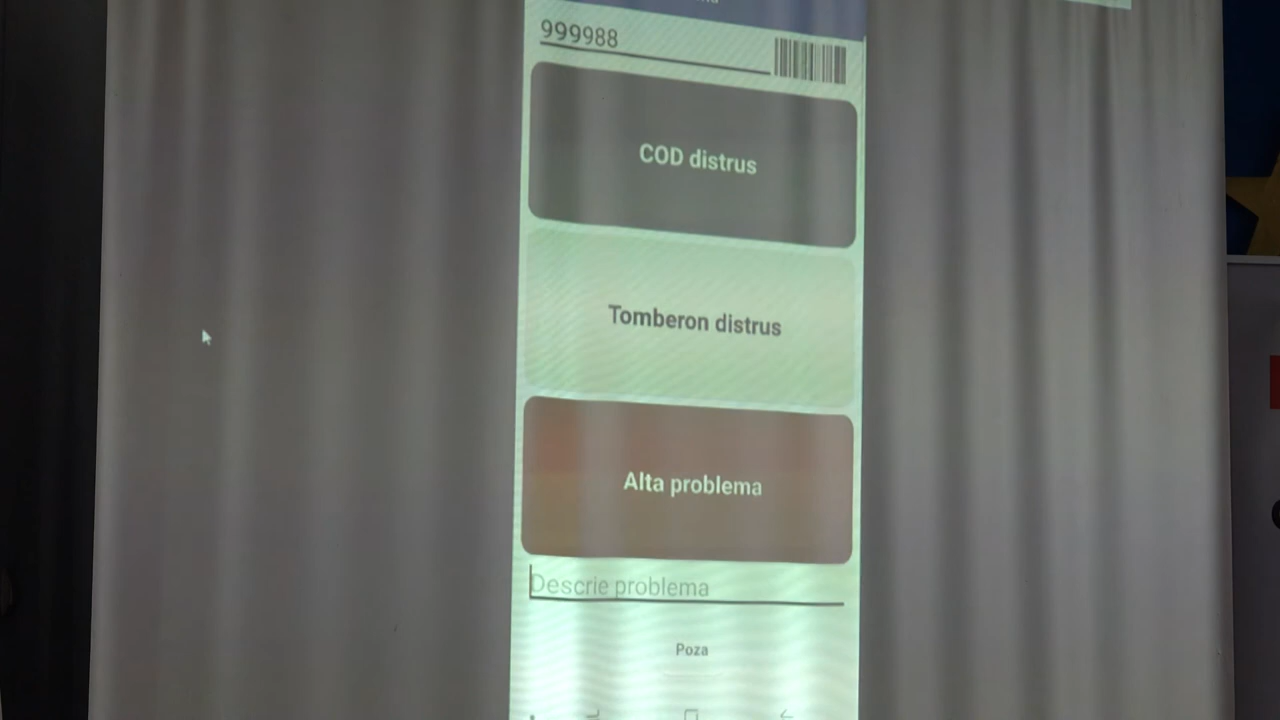 999988
COD distrus
Tomberon distrus
Alta problema
Descrie problema
Poza